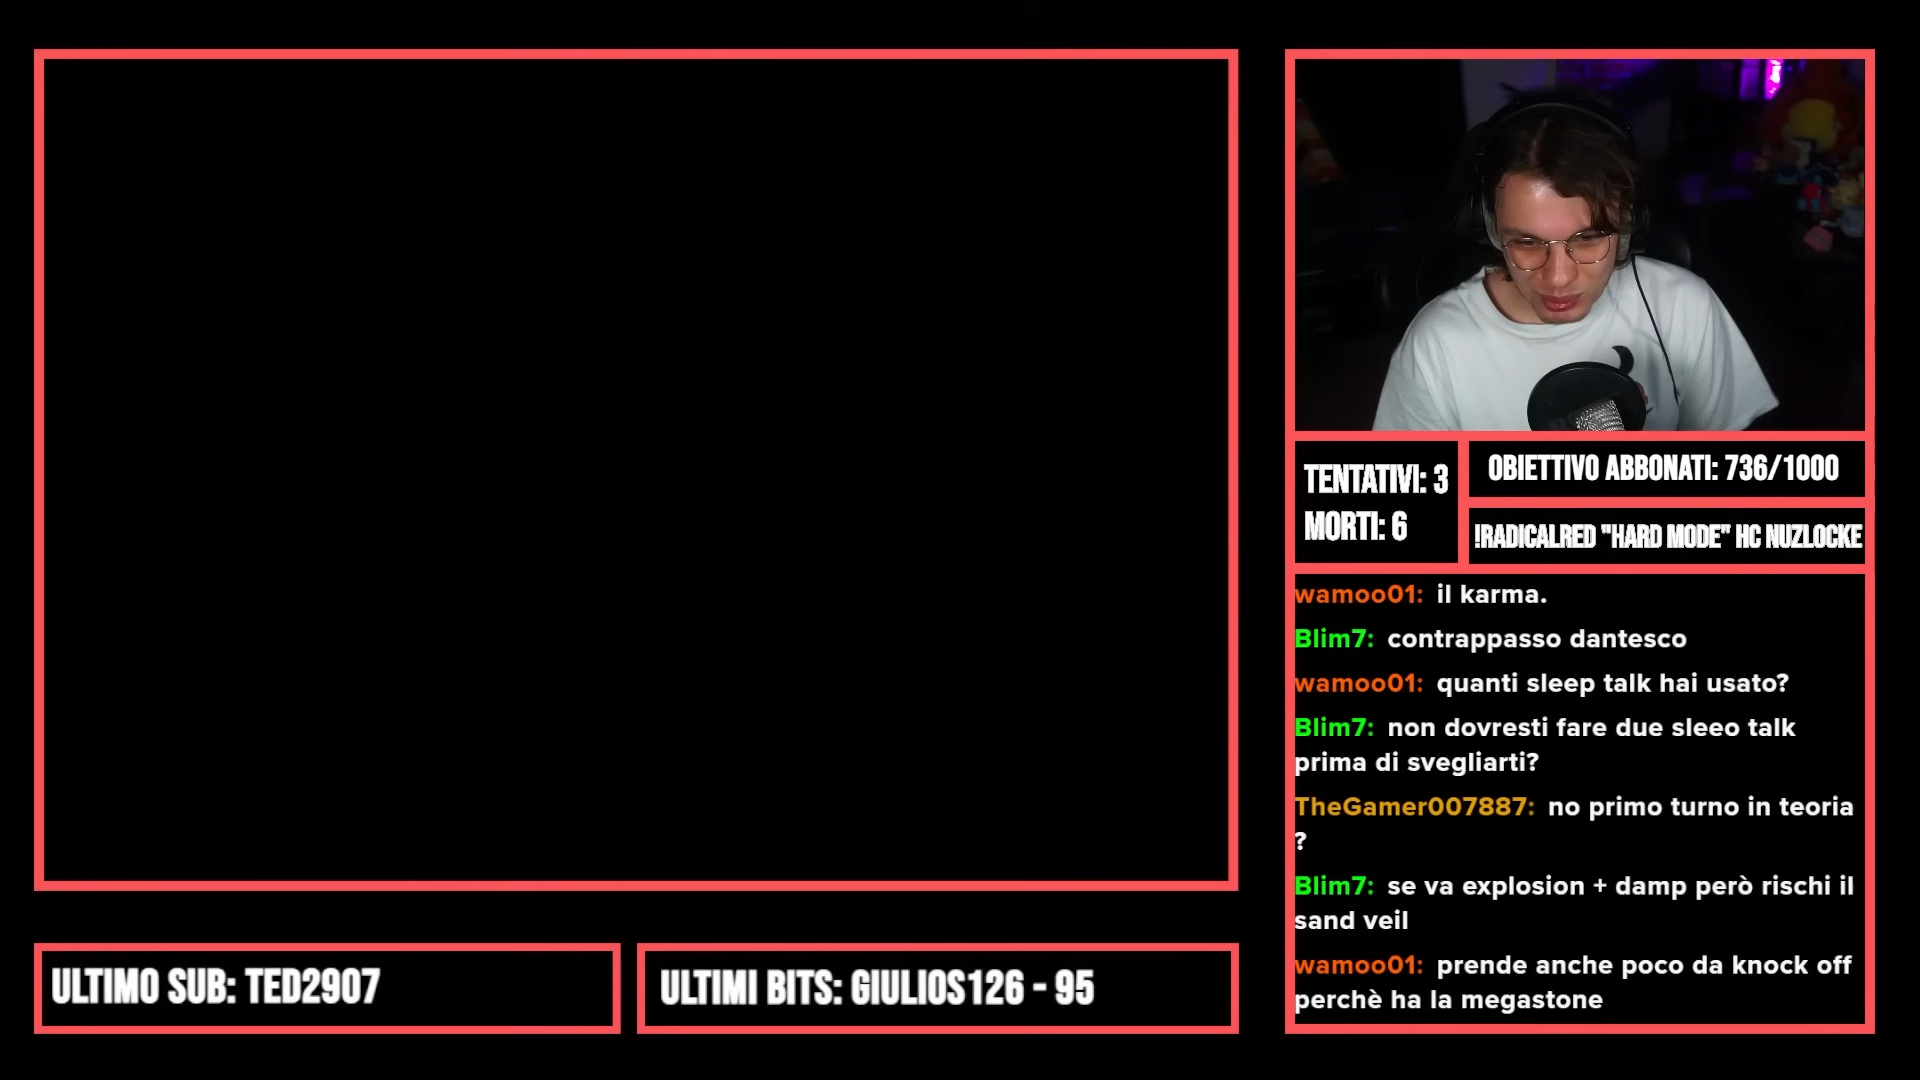 TENTATIVI: 3
MORTI: 6
OBIETTIVO ABBONATI: 736/1000
!RADICALRED "HARD MODE" HC NUZLOCKE
wamoo01: il karma.
Blim7: contrappasso dantesco
wamoo01: quanti sleep talk hai usato?
Blim7: non dovresti fare due sleeo talk
prima di svegliarti?
TheGamer007887: no primo turno in teoria
?
Blim7: se va explosion + damp però rischi il
sand veil
wamoo01: prende anche poco da knock off
perchè ha la megastone
ULTIMO SUB: TED2907
ULTIMI BITS: GIULIOS126 - 95